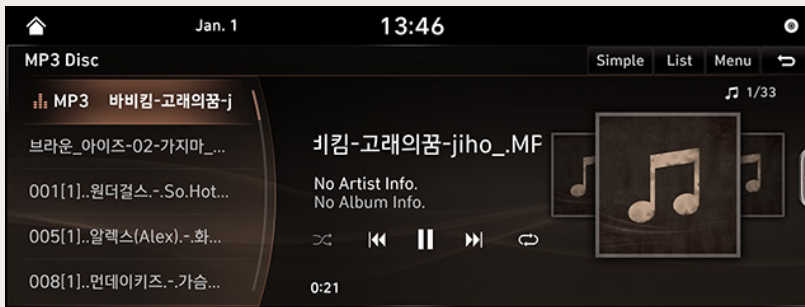 Jan. 1
13:46
MP3 Disc
Simple List Menu
MP3 바비킴-고래의꿈-j
브라운_아이즈-02-가지마_...
001[1]..원더걸스.-.So.Hot...
005[1]..알렉스(Alex).-.화...
008[1]..먼데이키즈.-.가슴...
1/33
비킴-고래의꿈-jiho_.MP
No Artist Info.
No Album Info.
0:21